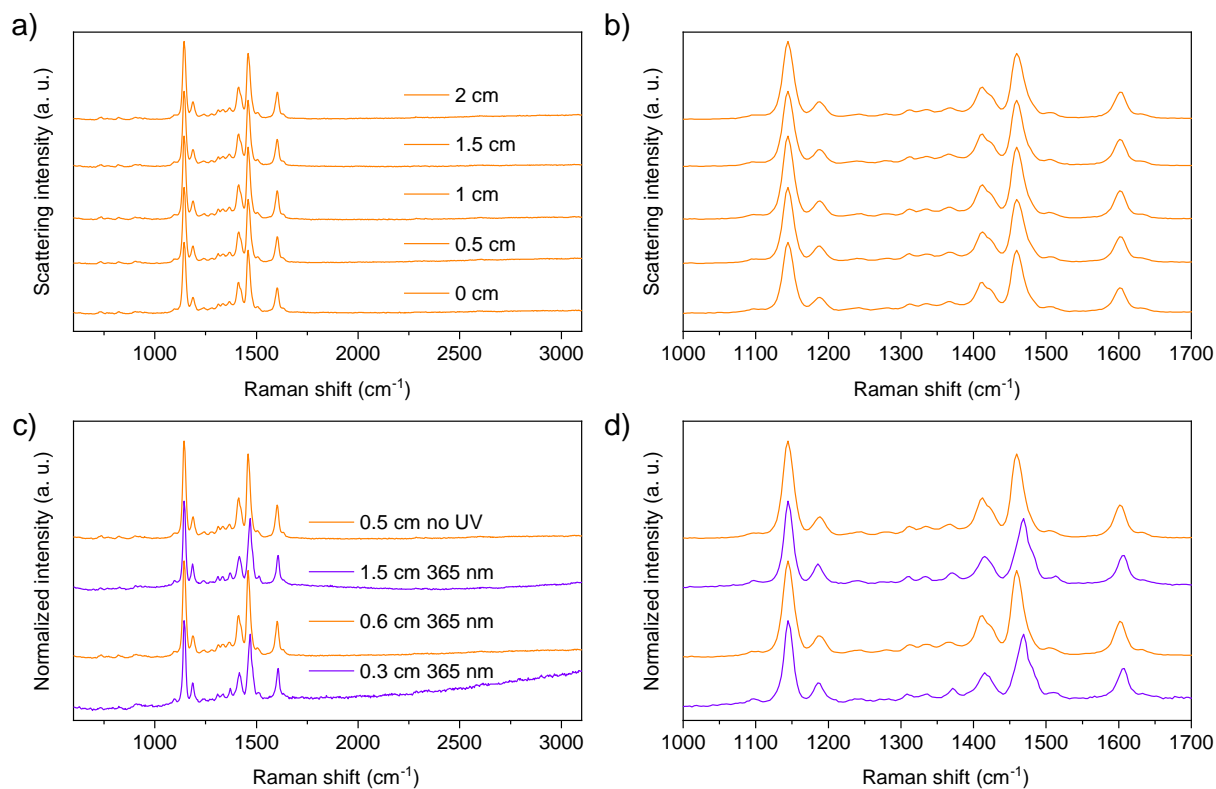 a)
Scattering intensity (a. u.)
2 cm
1.5 cm
1 cm
0.5 cm
0 cm
1000 1500 2000 2500 3000
Raman shift (cm⁻¹)
b)
Scattering intensity (a. u.)
1000 1100 1200 1300 1400 1500 1600 1700
Raman shift (cm⁻¹)
c)
Normalized intensity (a. u.)
0.5 cm no UV
1.5 cm 365 nm
0.6 cm 365 nm
0.3 cm 365 nm
1000 1500 2000 2500 3000
Raman shift (cm⁻¹)
d)
Normalized intensity (a. u.)
1000 1100 1200 1300 1400 1500 1600 1700
Raman shift (cm⁻¹)